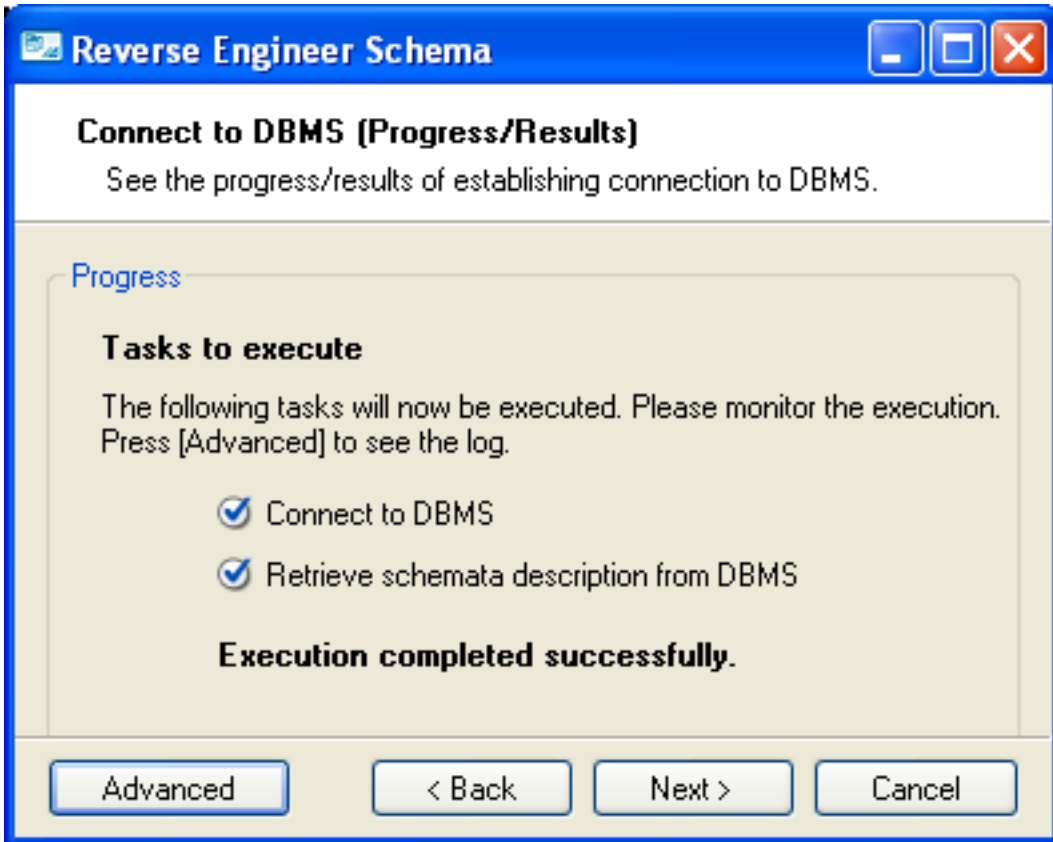 Reverse Engineer Schema
Connect to DBMS (Progress/Results)
See the progress/results of establishing connection to DBMS.
Progress
Tasks to execute
The following tasks will now be executed. Please monitor the execution.
Press [Advanced] to see the log.
Connect to DBMS
Retrieve schemata description from DBMS
Execution completed successfully.
Advanced < Back Next > Cancel